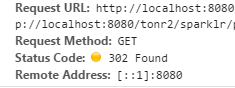 Request URL: http://localhost:8080
p://localhost:8080/tonr2/sparklr/
Request Method: GET
Status Code: 302 Found
Remote Address: [::1]:8080